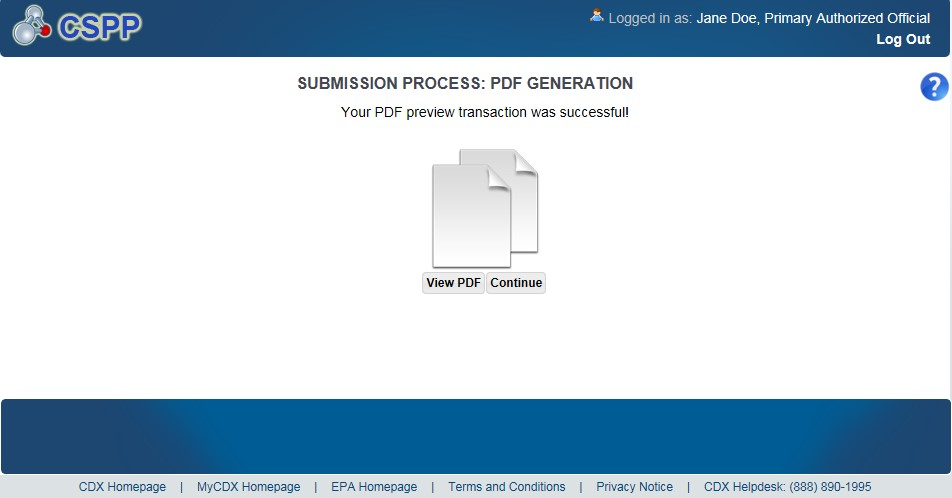 CSPP
Logged in as: Jane Doe, Primary Authorized Official
Log Out
SUBMISSION PROCESS: PDF GENERATION
?
Your PDF preview transaction was successful!
View PDF Continue
CDX Homepage | MyCDX Homepage | EPA Homepage | Terms and Conditions | Privacy Notice | CDX Helpdesk: (888) 890-1995